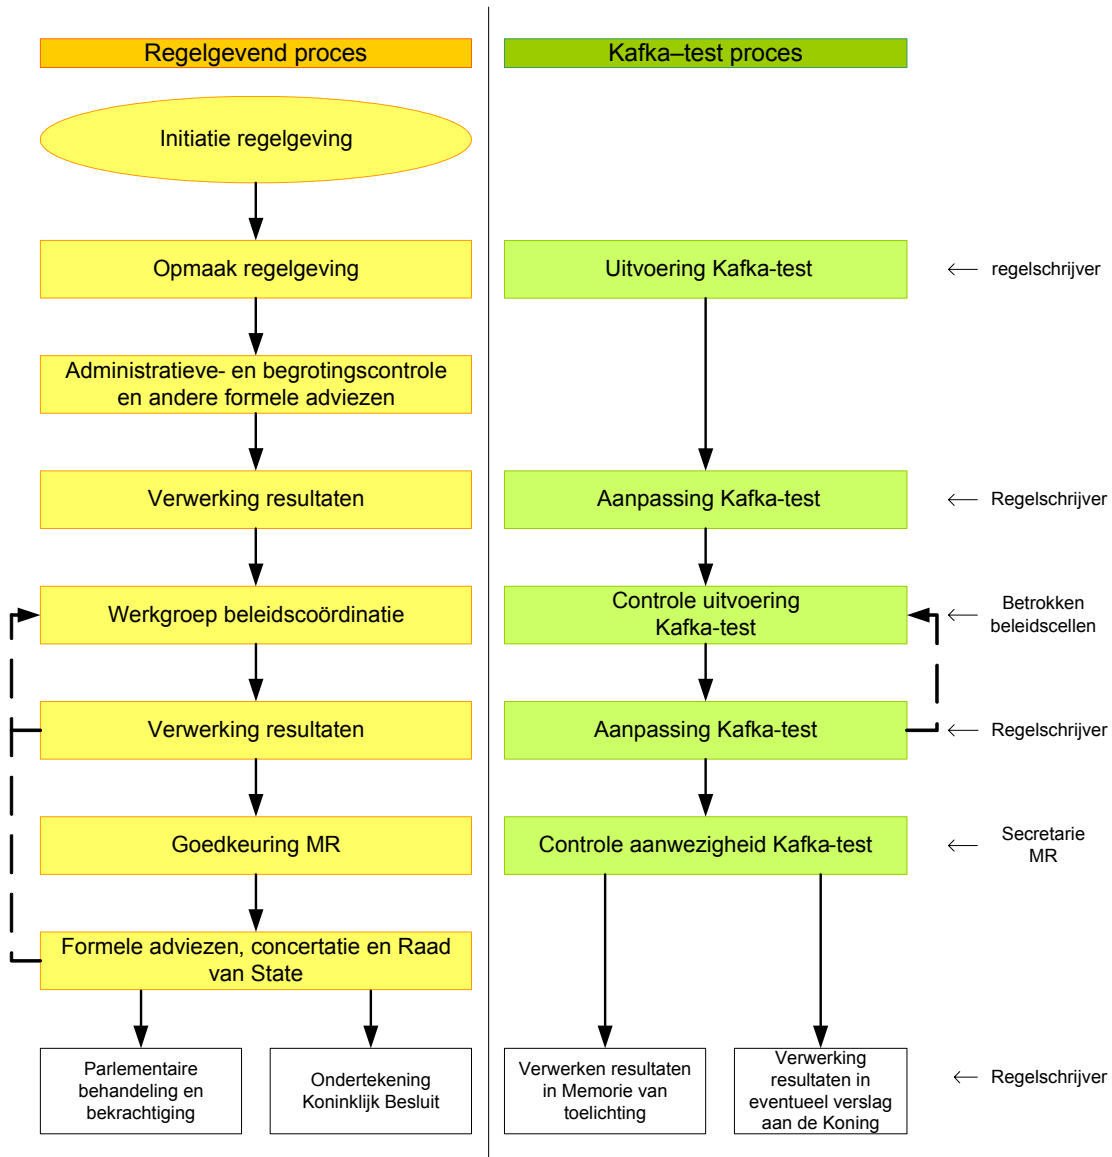 Regelgevend proces
Kafka–test proces
Initiatie regelgeving
Opmaak regelgeving
Uitvoering Kafka-test
regelschrijver
Administratieve- en begrotingscontrole
en andere formele adviezen
Verwerking resultaten
Aanpassing Kafka-test
Regelschrijver
Werkgroep beleidscoördinatie
Controle uitvoering
Kafka-test
Betrokken
beleidscellen
Verwerking resultaten
Aanpassing Kafka-test
Regelschrijver
Goedkeuring MR
Controle aanwezigheid Kafka-test
Secretarie
MR
Formele adviezen, concertatie en Raad
van State
Parlementaire
behandeling en
bekrachtiging
Ondertekening
Koninklijk Besluit
Verwerken resultaten
in Memorie van
toelichting
Verwerking
resultaten in
eventueel verslag
aan de Koning
Regelschrijver